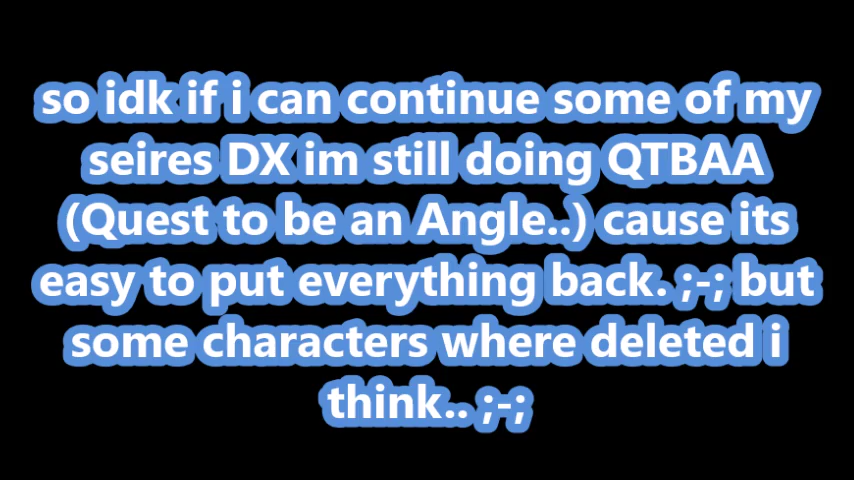 so idk if i can continue some of my
seires DX im still doing QTBAA
(Quest to be an Angle..) cause its
easy to put everything back. ;-; but
some characters where deleted i
think.. ;-;